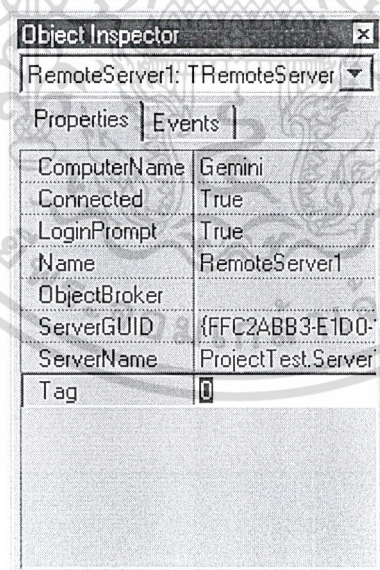 Object Inspector
RemoteServer1: TRemoteServer
Properties Events
ComputerName Gemini
Connected True
LoginPrompt True
Name RemoteServer1
ObjectBroker
ServerGUID {FFC2ABB3-E1D0-
ServerName ProjectTest.Server
Tag 0